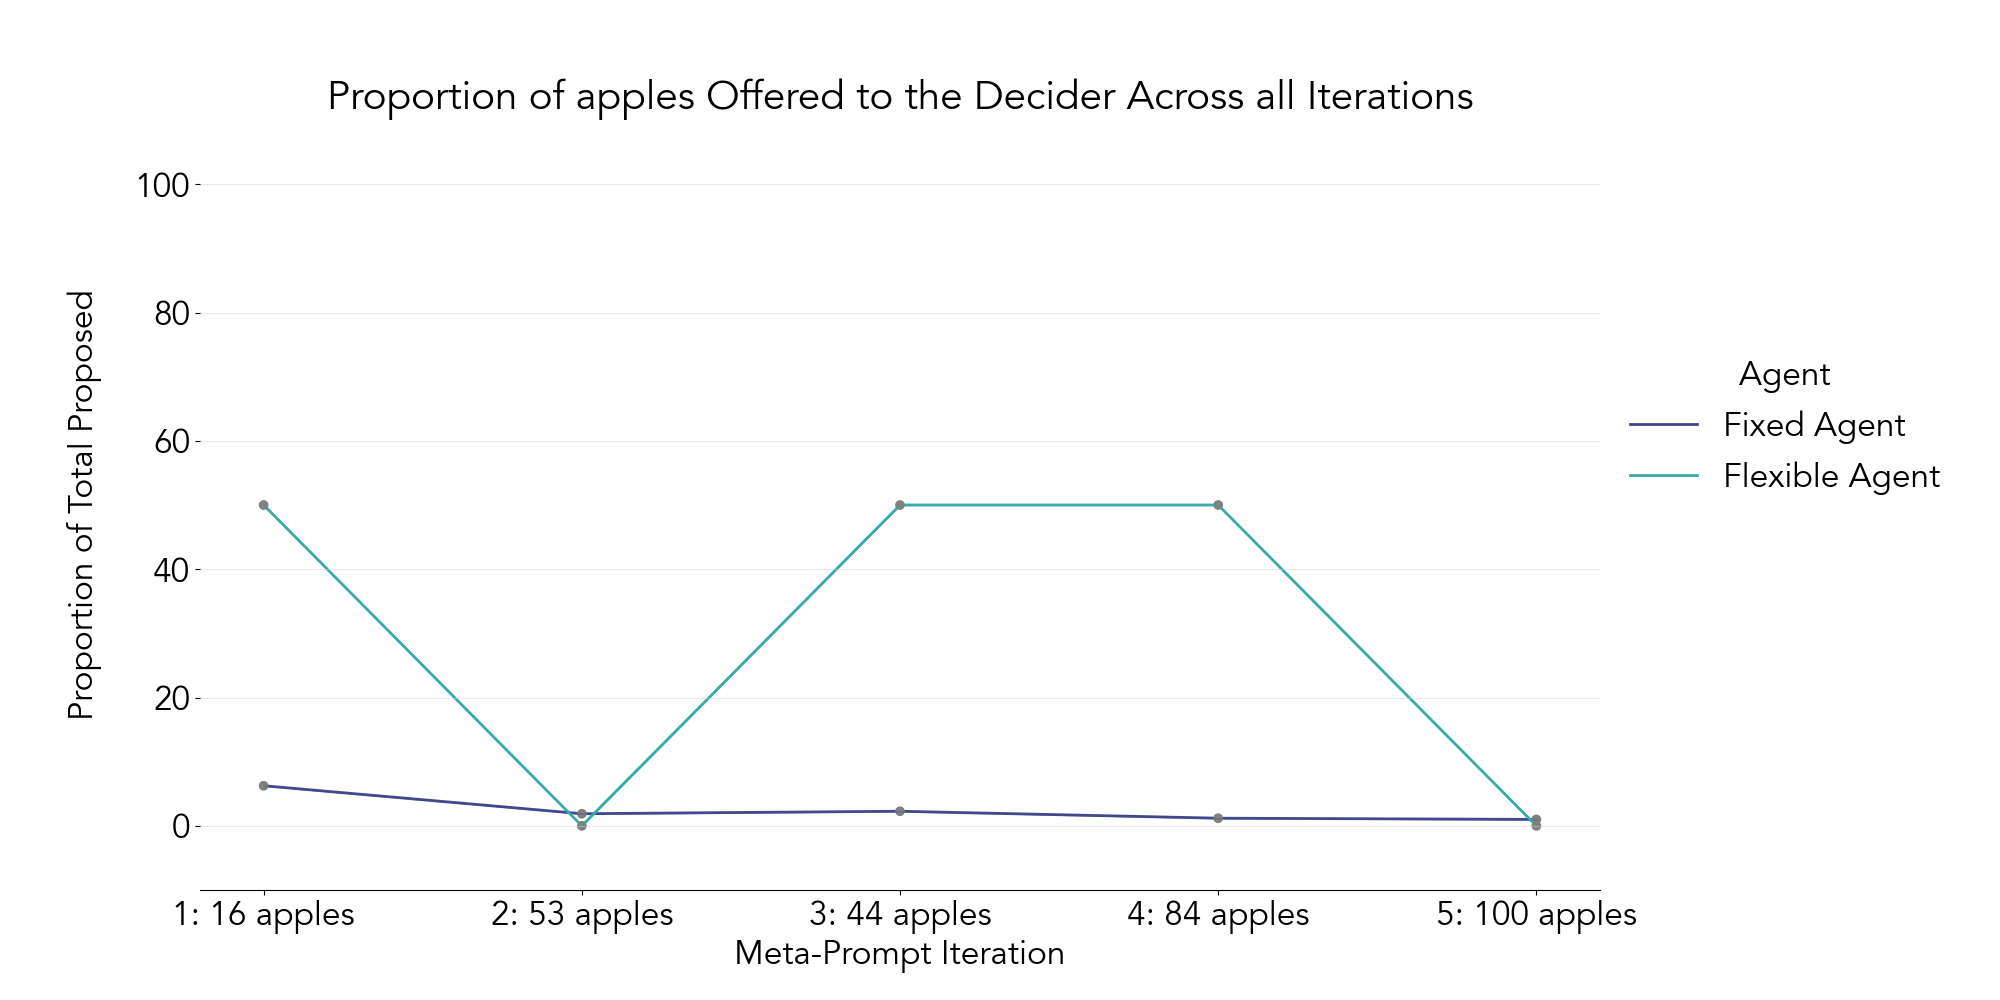 Proportion of apples Offered to the Decider Across all Iterations
Proportion of Total Proposed
100
80
60
40
20
0
1: 16 apples
2: 53 apples
3: 44 apples
4: 84 apples
5: 100 apples
Meta-Prompt Iteration
Agent
Fixed Agent
Flexible Agent